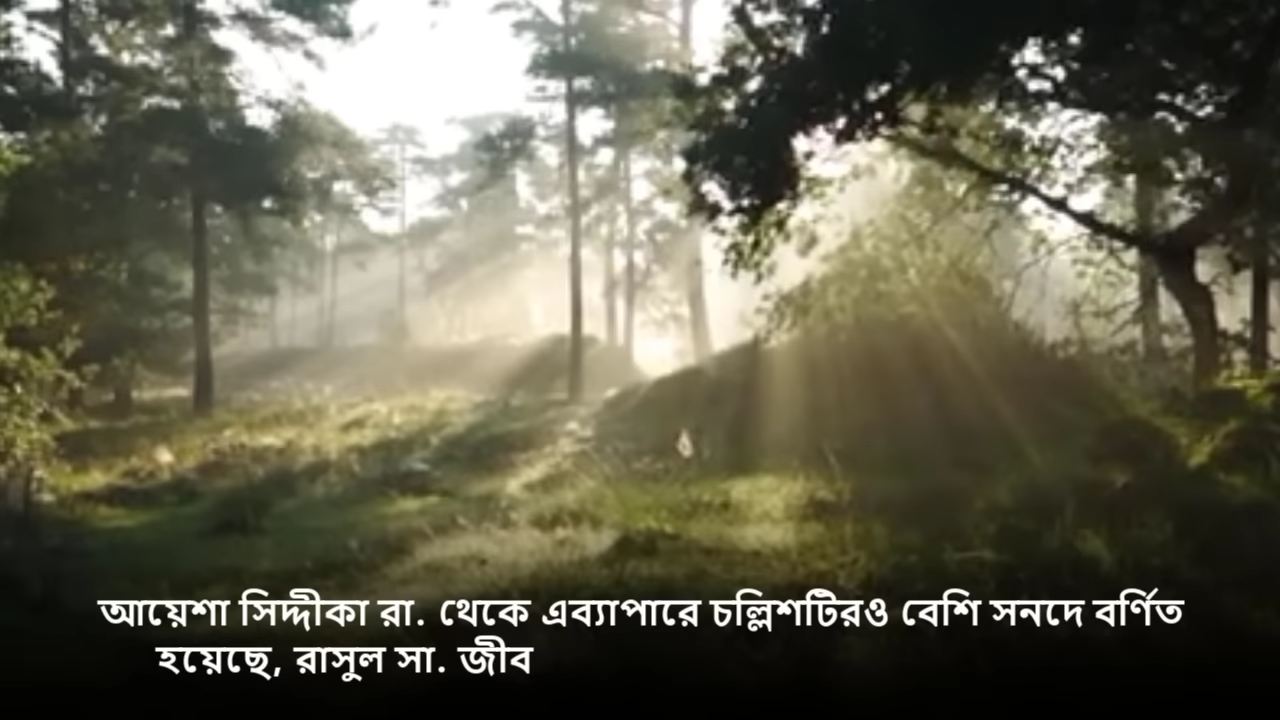 আয়েশা সিদ্দীকা রা. থেকে এব্যাপারে চল্লিশটিরও বেশি সনদে বর্ণিত
হয়েছে, রাসুল সা. জীব